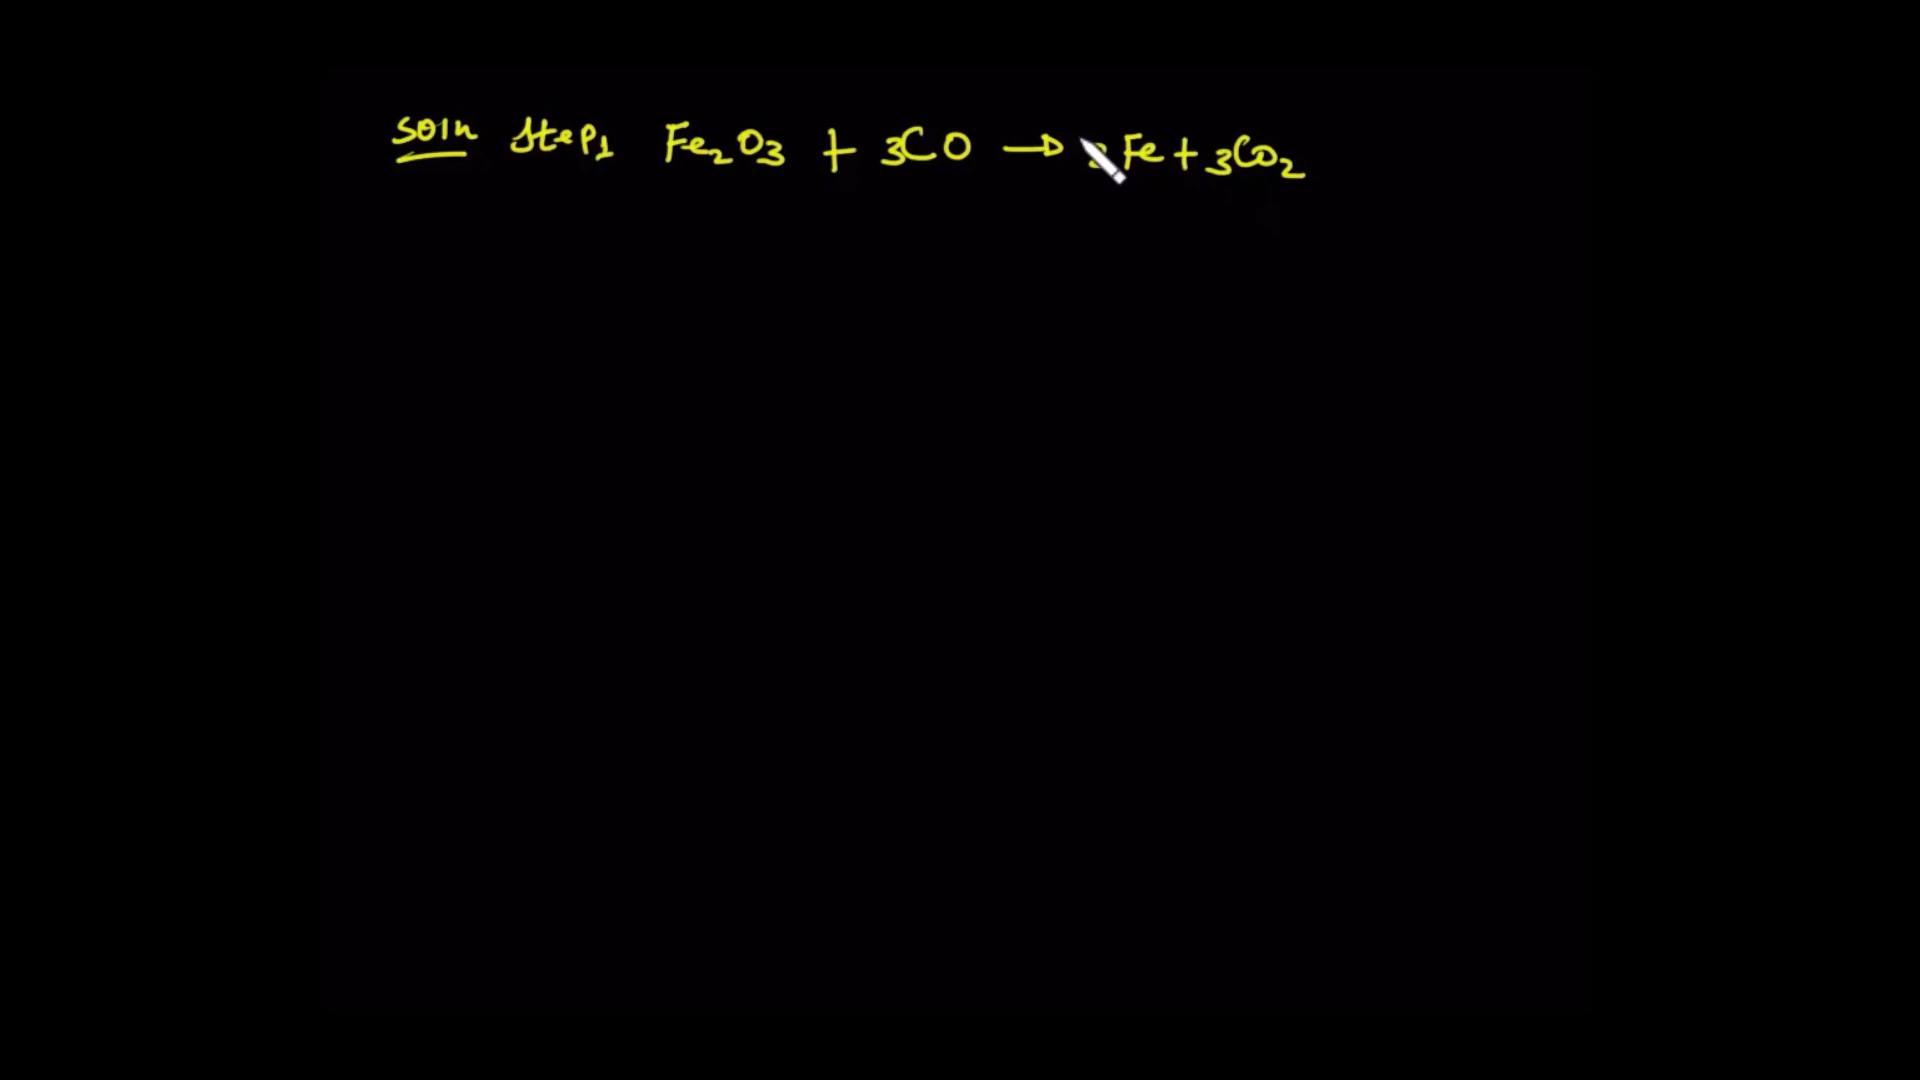 Soln Step1 Fe2O3 + 3CO → Fe + 3CO2